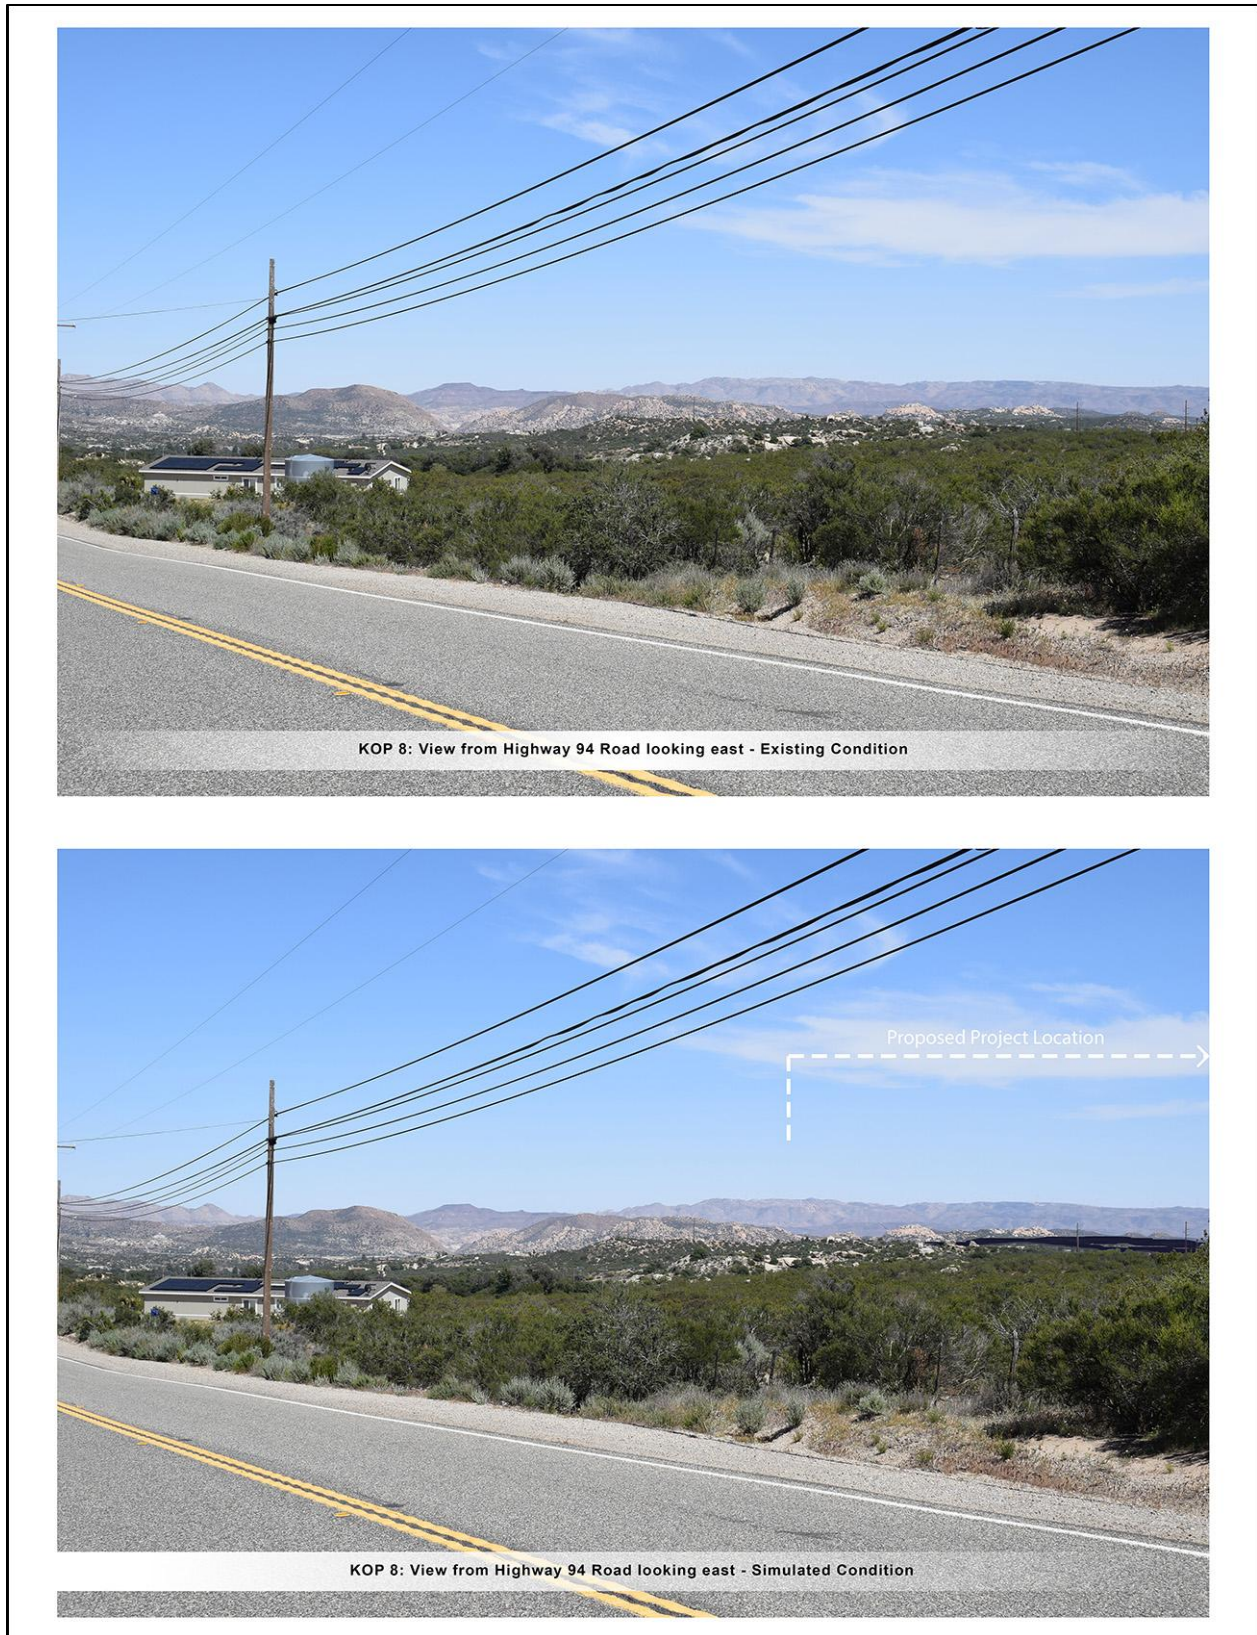 KOP 8: View from Highway 94 Road looking east - Existing Condition
Proposed Project Location
KOP 8: View from Highway 94 Road looking east - Simulated Condition